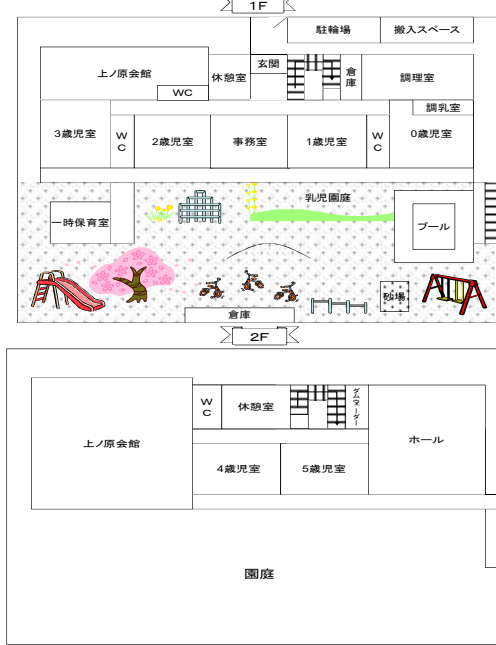 1F
駐輪場
搬入スペース
上ノ原会館
休憩室
玄関
倉庫
調理室
WC
調乳室
3歳児室
WC
2歳児室
事務室
1歳児室
WC
0歳児室
乳児園庭
一時保育室
プール
砂場
倉庫
2F
上ノ原会館
WC
休憩室
ダムウェーダー
ホール
4歳児室
5歳児室
園庭